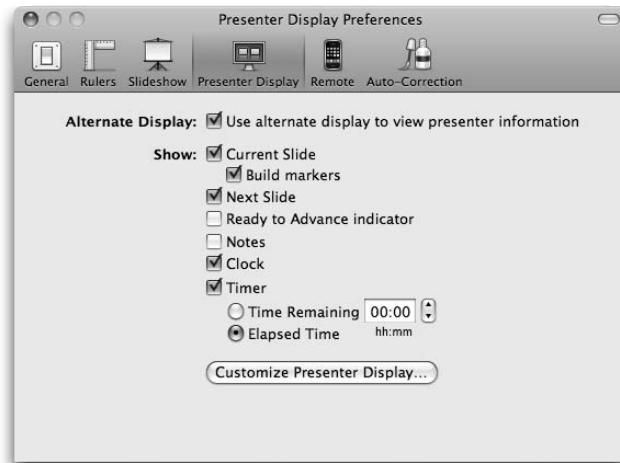 Presenter Display Preferences
General Rulers Slideshow Presenter Display Remote Auto-Correction
Alternate Display: Use alternate display to view presenter information
Show: Current Slide
Build markers
Next Slide
Ready to Advance indicator
Notes
Clock
Timer
Time Remaining 00:00
Elapsed Time hh:mm
Customize Presenter Display...